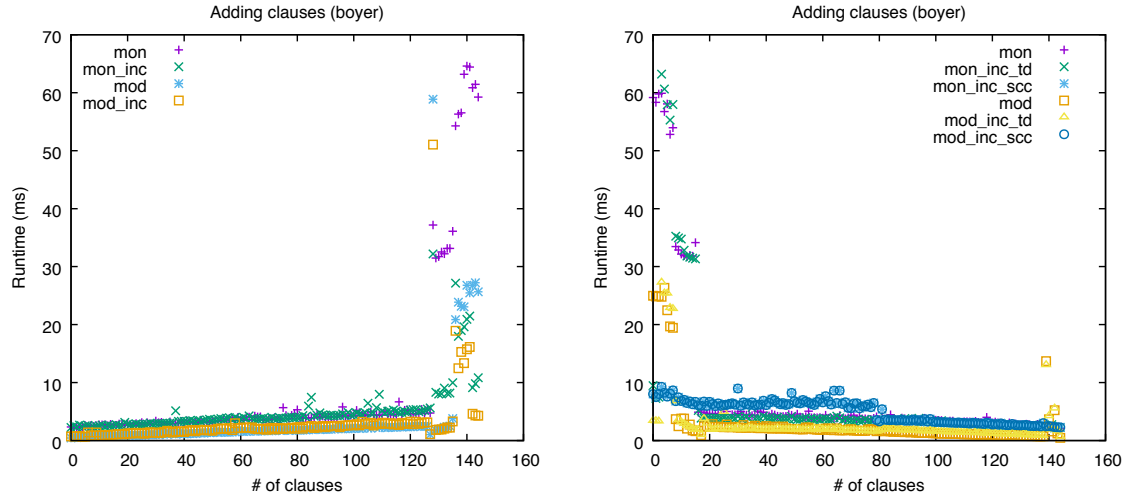 Adding clauses (boyer)
70
60
50
40
30
20
10
0
Runtime (ms)
mon
mon_inc
mod
mod_inc
0 20 40 60 80 100 120 140 160
# of clauses
Adding clauses (boyer)
70
60
50
40
30
20
10
0
Runtime (ms)
mon
mon_inc_td
mon_inc_scc
mod
mod_inc_td
mod_inc_scc
0 20 40 60 80 100 120 140 160
# of clauses